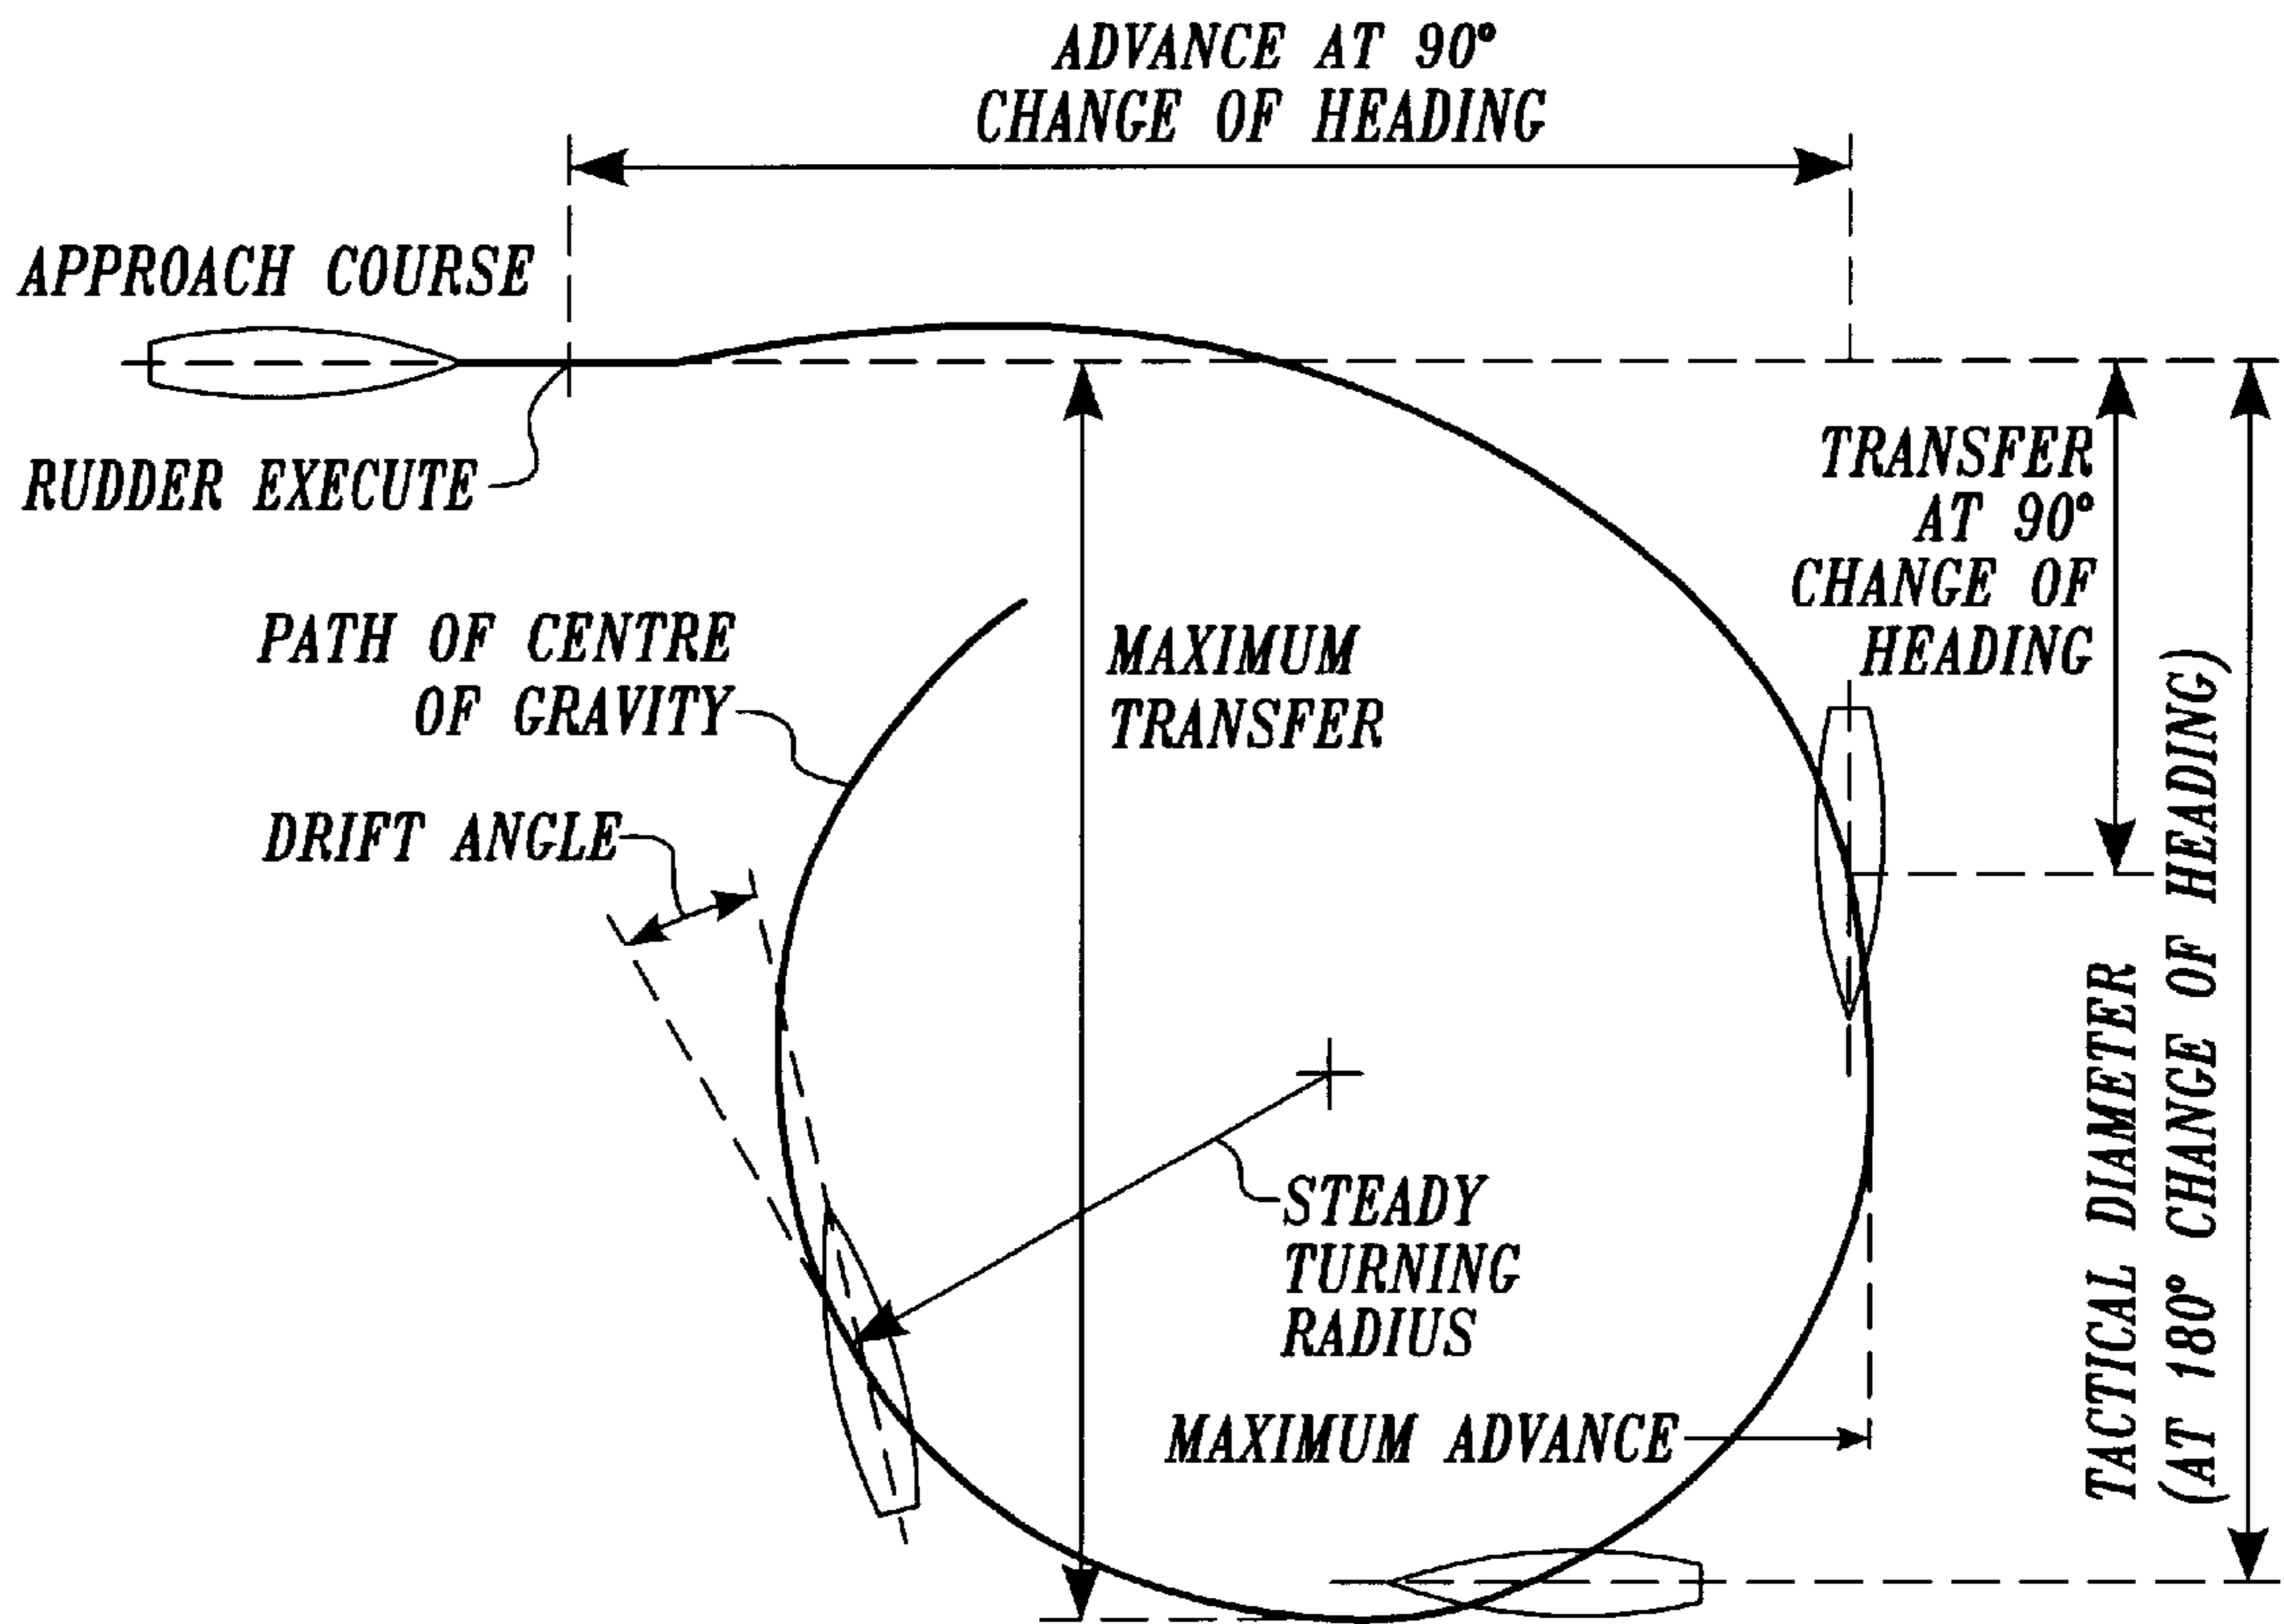 ADVANCE AT 90°
CHANGE OF HEADING
APPROACH COURSE
RUDDER EXECUTE
TRANSFER
AT 90°
CHANGE OF
HEADING
PATH OF CENTRE
OF GRAVITY
MAXIMUM
TRANSFER
DRIFT ANGLE
STEADY
TURNING
RADIUS
MAXIMUM ADVANCE
TACTICAL DIAMETER
(AT 180° CHANGE OF HEADING)